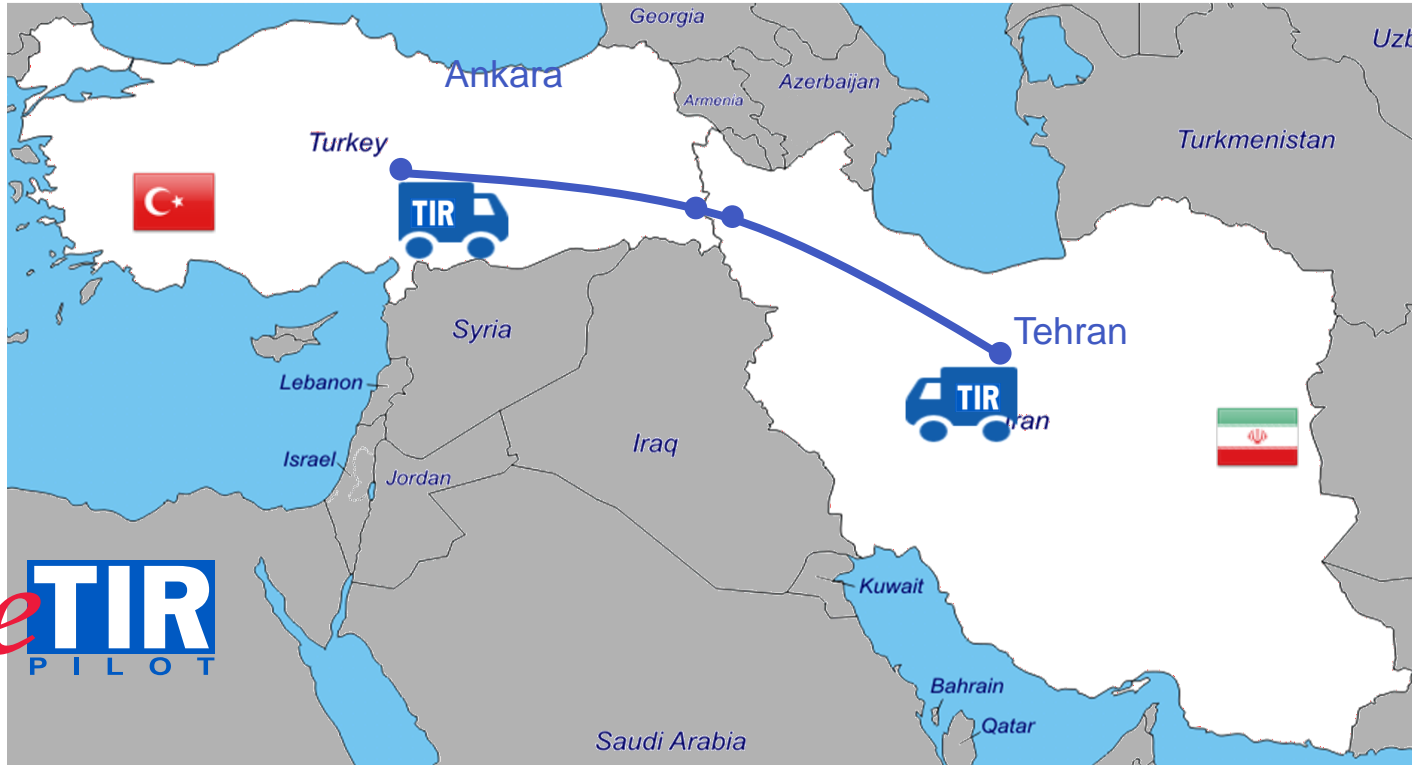 Georgia
Uzb
Ankara
Azerbaijan
Armenia
Turkey
Turkmenistan
TIR
Syria
Tehran
Lebanon
TIR
Iran
Iraq
Israel
Jordan
Kuwait
eTIR
PILOT
Bahrain
Qatar
Saudi Arabia